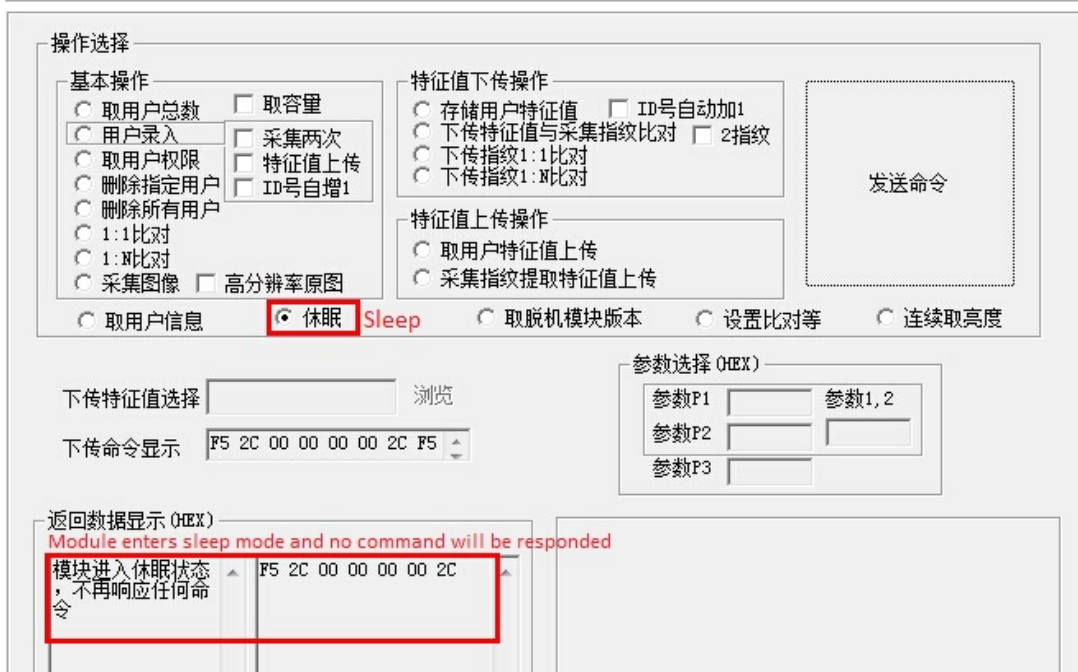 操作选择
基本操作
取用户总数
取容量
用户录入
采集两次
取用户权限
特征值上传
删除指定用户
ID号自增1
删除所有用户
1:1比对
1:N比对
采集图像
高分辨率原图
特征值下传操作
存储用户特征值
ID号自动加1
下传特征值与采集指纹比对
2指纹
下传指纹1:1比对
下传指纹1:N比对
特征值上传操作
取用户特征值上传
采集指纹提取特征值上传
发送命令
取用户信息
休眠
Sleep
取脱机模块版本
设置比对等
连续取亮度
下传特征值选择
浏览
下传命令显示
F5 2C 00 00 00 00 2C F5
参数选择(HEX)
参数P1
参数1,2
参数P2
参数P3
返回数据显示(HEX)
Module enters sleep mode and no command will be responded
模块进入休眠状态
，不再响应任何命
令
F5 2C 00 00 00 00 2C